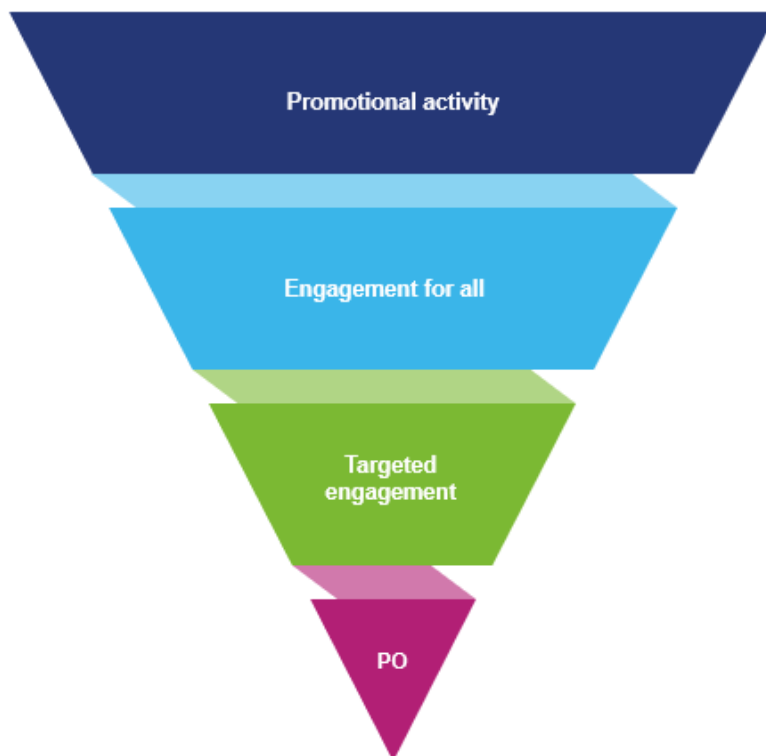 Promotional activity
Engagement for all
Targeted
engagement
PO